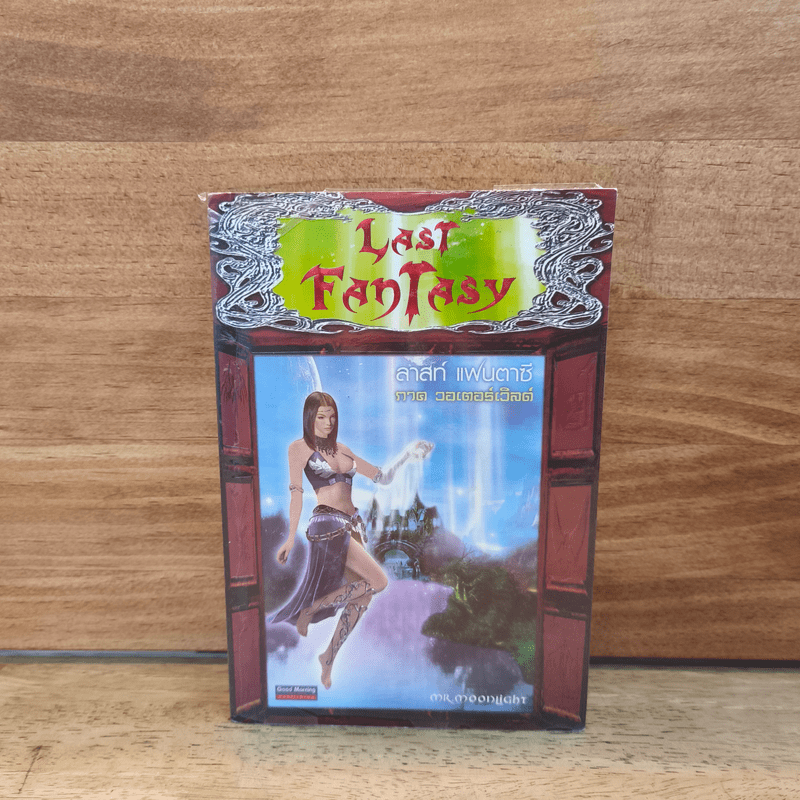 Last
Fantasy
ลาสท์ แฟนตาซี
ภาค วอเตอร์เวิลด์
Good Morning
mr.moonlight